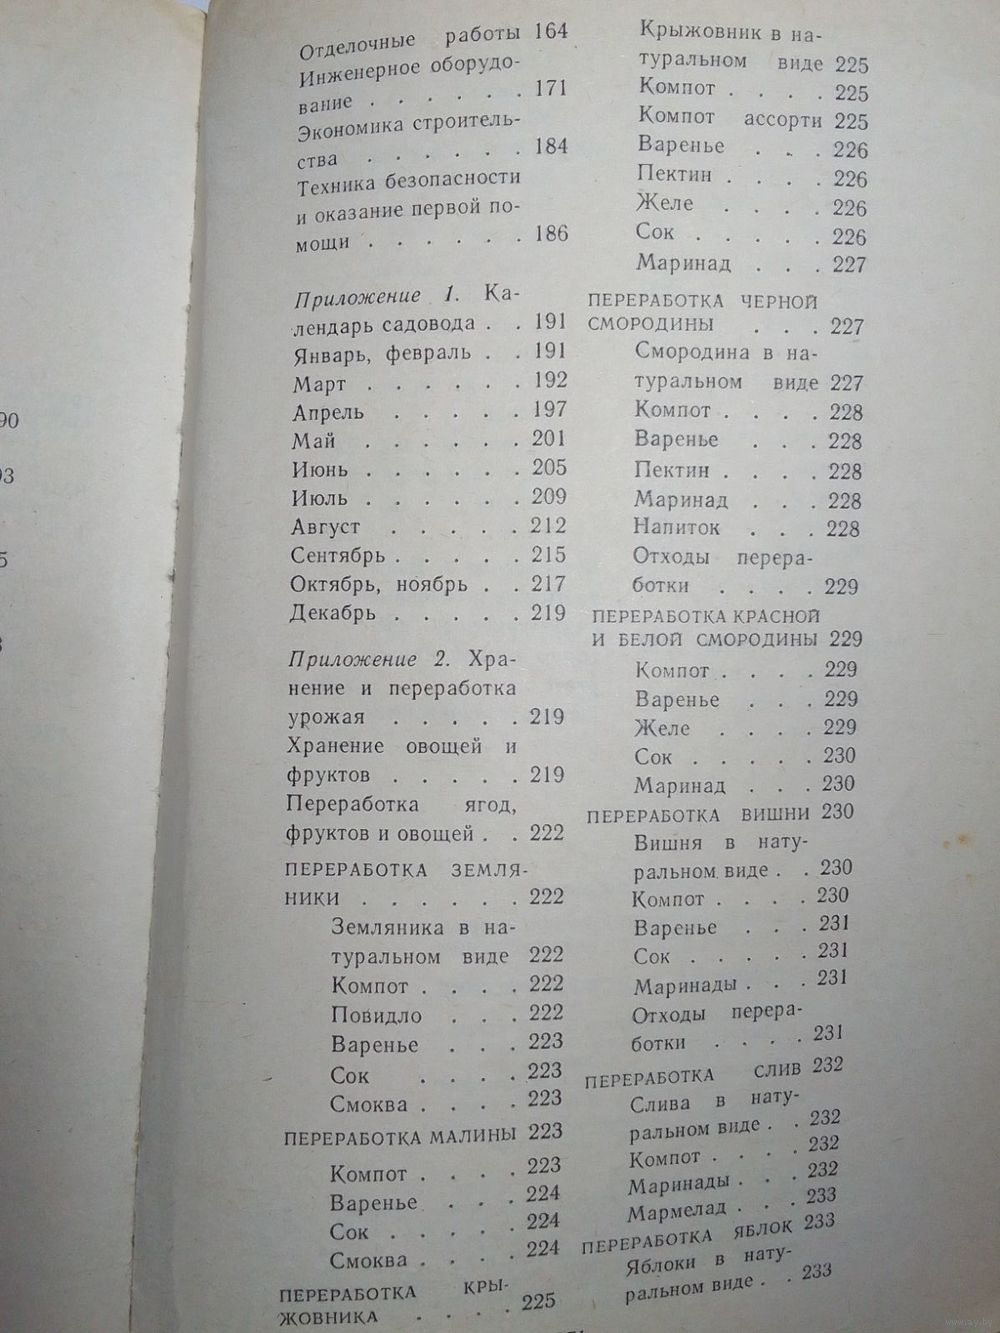 90
93
5
3
Отделочные работы 164
Инженерное оборудо-
вание . . . . . . 171
Экономика строитель-
ства . . . . . . 184
Техника безопасности
и оказание первой по-
мощи . . . . . . 186
Приложение 1. Ка-
лендарь садовода . . 191
Январь, февраль . . 191
Март . . . . . . 192
Апрель . . . . . 197
Май . . . . . . 201
Июнь . . . . . . 205
Июль . . . . . . 209
Август . . . . . 212
Сентябрь . . . . . 215
Октябрь, ноябрь . . 217
Декабрь . . . . . 219
Приложение 2. Хра-
нение и переработка
урожая . . . . . 219
Хранение овощей и
фруктов . . . . . 219
Переработка ягод,
фруктов и овощей . . 222
ПЕРЕРАБОТКА ЗЕМЛЯ-
НИКИ . . . . . . 222
Земляника в на-
туральном виде 222
Компот . . . . 222
Повидло . . . 222
Варенье . . . 223
Сок . . . . 223
Смоква . . . . 223
ПЕРЕРАБОТКА МАЛИНЫ 223
Компот . . . . 223
Варенье . . . 224
Сок . . . . . 224
Смоква . . . . 224
ПЕРЕРАБОТКА КРЫ-
ЖОВНИКА . . . . 225
Крыжовник в на-
туральном виде 225
Компот . . . . 225
Компот ассорти 225
Варенье . . . 226
Пектин . . . . 226
Желе . . . . 226
Сок . . . . . 226
Маринад . . . 227
ПЕРЕРАБОТКА ЧЕРНОЙ
СМОРОДИНЫ . . . 227
Смородина в на-
туральном виде 227
Компот . . . . 228
Варенье . . . 228
Пектин . . . . 228
Маринад . . . 228
Напиток . . . 228
Отходы перера-
ботки . . . . 229
ПЕРЕРАБОТКА КРАСНОЙ
И БЕЛОЙ СМОРОДИНЫ 229
Компот . . . . 229
Варенье . . . 229
Желе . . . . 229
Сок . . . . . 230
Маринад . . . 230
ПЕРЕРАБОТКА ВИШНИ 230
Вишня в нату-
ральном виде . . 230
Компот . . . . 230
Варенье . . . 231
Сок . . . . . 231
Маринады . . . 231
Отходы перера-
ботки . . . . 231
ПЕРЕРАБОТКА СЛИВ 232
Слива в нату-
ральном виде . . 232
Компот . . . . 232
Маринады . . . 232
Мармелад . . . 233
ПЕРЕРАБОТКА ЯБЛОК 233
Яблоки в нату-
ральном виде . . 233
www.ay.by